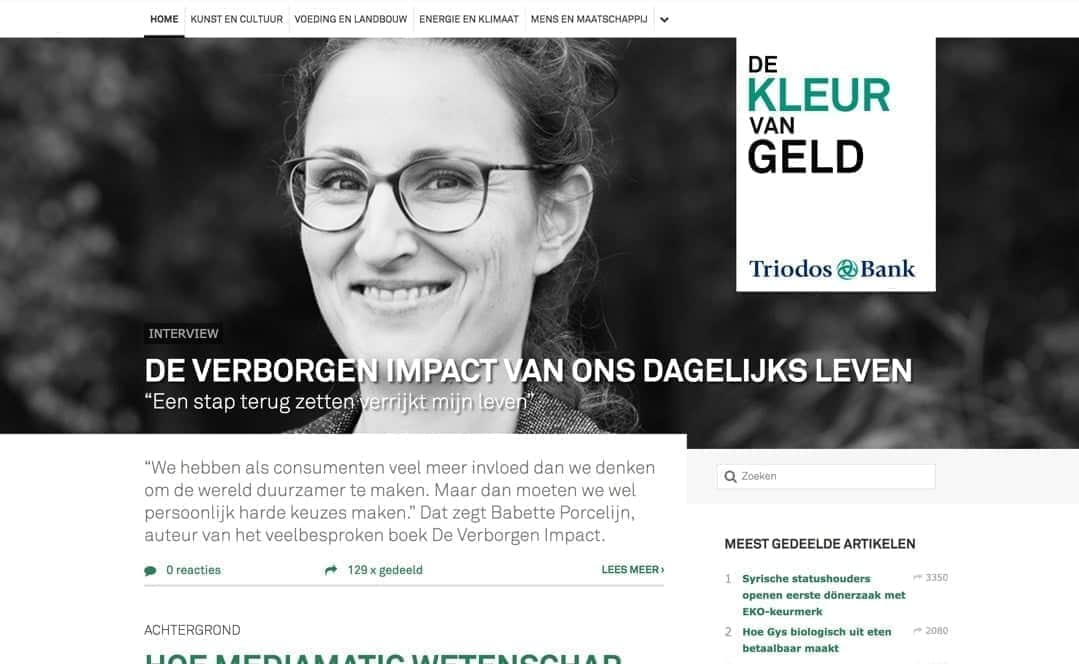 HOME KUNST EN CULTUUR VOEDING EN LANDBOUW ENERGIE EN KLIMAAT MENS EN MAATSCHAPPIJ
DE
KLEUR
VAN
GELD
Triodos Bank
INTERVIEW
DE VERBORGEN IMPACT VAN ONS DAGELIJKS LEVEN
“Een stap terug zetten verrijkt mijn leven”
“We hebben als consumenten veel meer invloed dan we denken
om de wereld duurzamer te maken. Maar dan moeten we wel
persoonlijk harde keuzes maken.” Dat zegt Babette Porcelijn,
auteur van het veelbesproken boek De Verborgen Impact.
0 reacties 129 x gedeeld LEES MEER ›
ACHTERGROND
HOE MEDIAMATIC WETENSCHAP
Zoeken
MEEST GEDEELDE ARTIKELEN
1 Syrische statushouders 3350
openen eerste dönerzaak met
EKO-keurmerk
2 Hoe Gys biologisch uit eten 2080
betaalbaar maakt